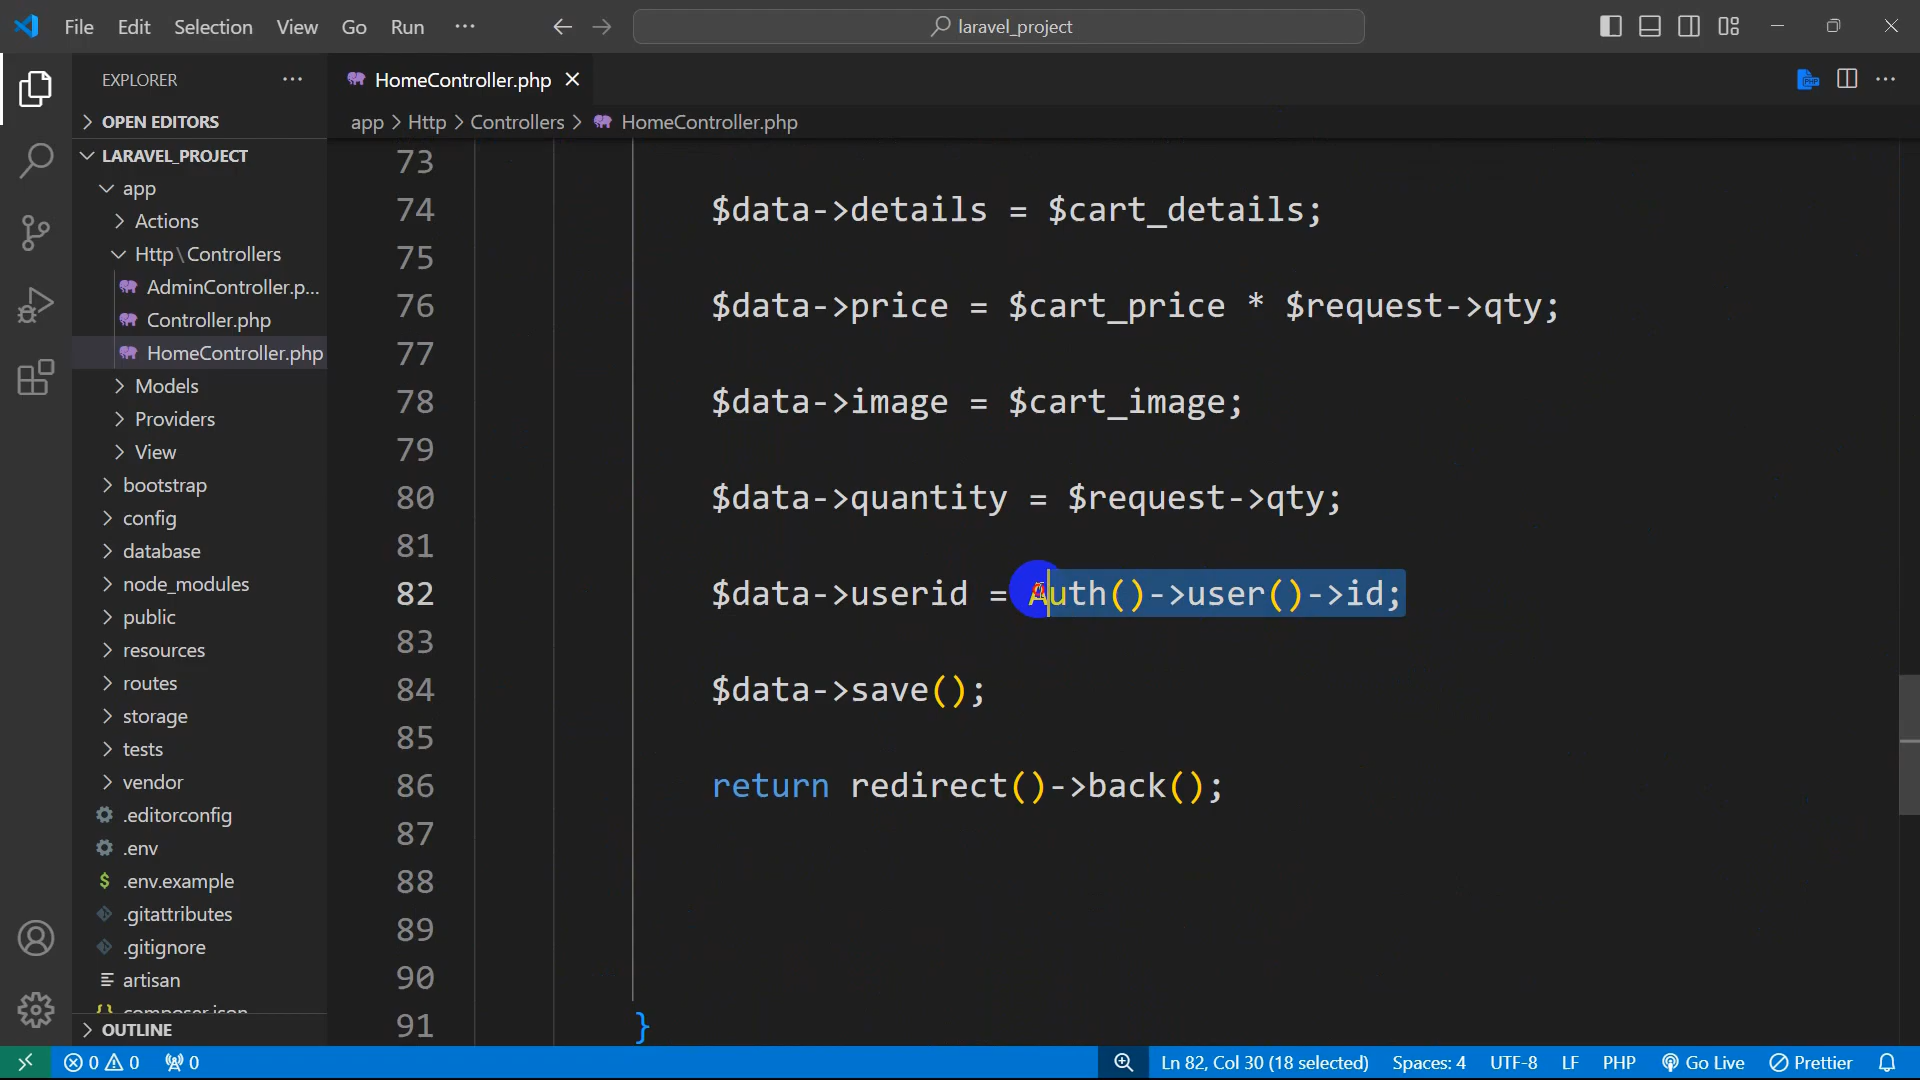 File Edit Selection View Go Run ··· laravel_project
EXPLORER ···
HomeController.php
OPEN EDITORS
app > Http > Controllers > HomeController.php
LARAVEL_PROJECT
app
Actions
Http\Controllers
AdminController.p...
Controller.php
HomeController.php
Models
Providers
View
bootstrap
config
database
node_modules
public
resources
routes
storage
tests
vendor
.editorconfig
.env
.env.example
.gitattributes
.gitignore
artisan
composer.json
OUTLINE
73
74 $data->details = $cart_details;
75
76 $data->price = $cart_price * $request->qty;
77
78 $data->image = $cart_image;
79
80 $data->quantity = $request->qty;
81
82 $data->userid = Auth()->user()->id;
83
84 $data->save();
85
86 return redirect()->back();
87
88
89
90
91 }
0 0 0 Ln 82, Col 30 (18 selected) Spaces: 4 UTF-8 LF PHP Go Live Prettier